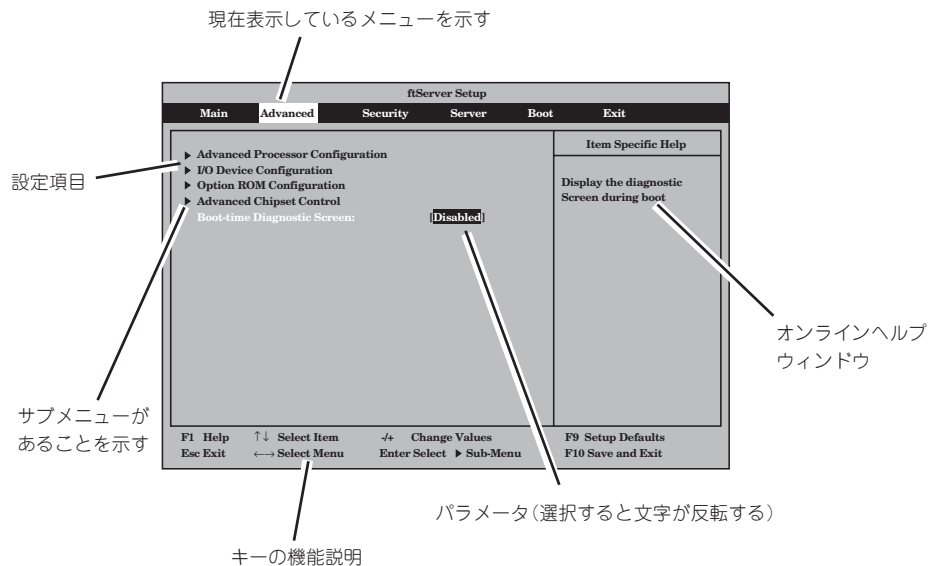 現在表示しているメニューを示す
ftServer Setup
Main Advanced Security Server Boot Exit
Item Specific Help
▶ Advanced Processor Configuration
▶ I/O Device Configuration
▶ Option ROM Configuration
▶ Advanced Chipset Control
Boot-time Diagnostic Screen: [Disabled]
Display the diagnostic
Screen during boot
設定項目
オンラインヘルプ
ウィンドウ
サブメニューが
あることを示す
F1 Help ↑↓ Select Item -/+ Change Values F9 Setup Defaults
Esc Exit ←→ Select Menu Enter Select ▶ Sub-Menu F10 Save and Exit
パラメータ(選択すると文字が反転する)
キーの機能説明